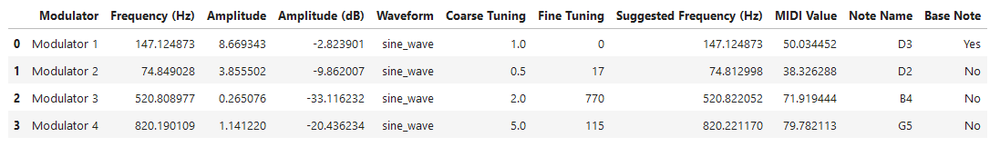 Modulator Frequency (Hz) Amplitude Amplitude (dB) Waveform Coarse Tuning Fine Tuning Suggested Frequency (Hz) MIDI Value Note Name Base Note
0 Modulator 1 147.124873 8.669343 -2.823901 sine_wave 1.0 0 147.124873 50.034452 D3 Yes
1 Modulator 2 74.849028 3.855502 -9.862007 sine_wave 0.5 17 74.812998 38.326288 D2 No
2 Modulator 3 520.808977 0.265076 -33.116232 sine_wave 2.0 770 520.822052 71.919444 B4 No
3 Modulator 4 820.190109 1.141220 -20.436234 sine_wave 5.0 115 820.221170 79.782113 G5 No